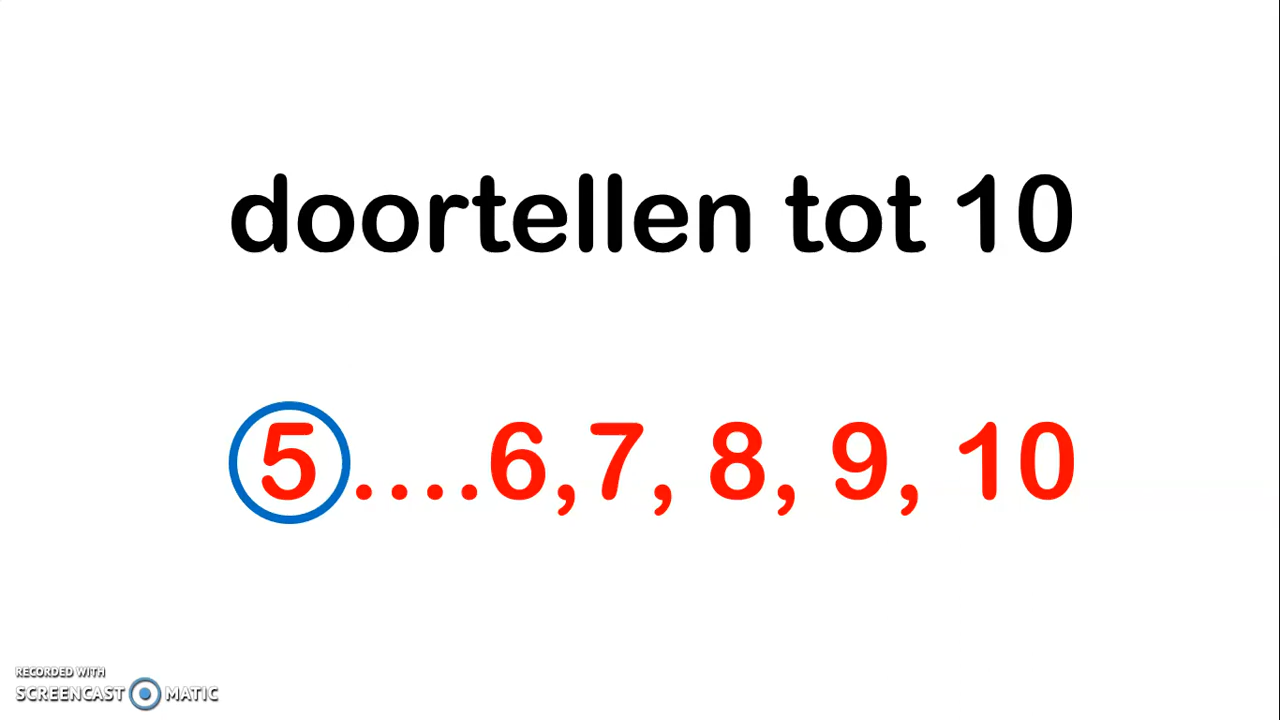 doortellen tot 10
5....6,7, 8, 9, 10
RECORDED WITH
SCREENCAST MATIC